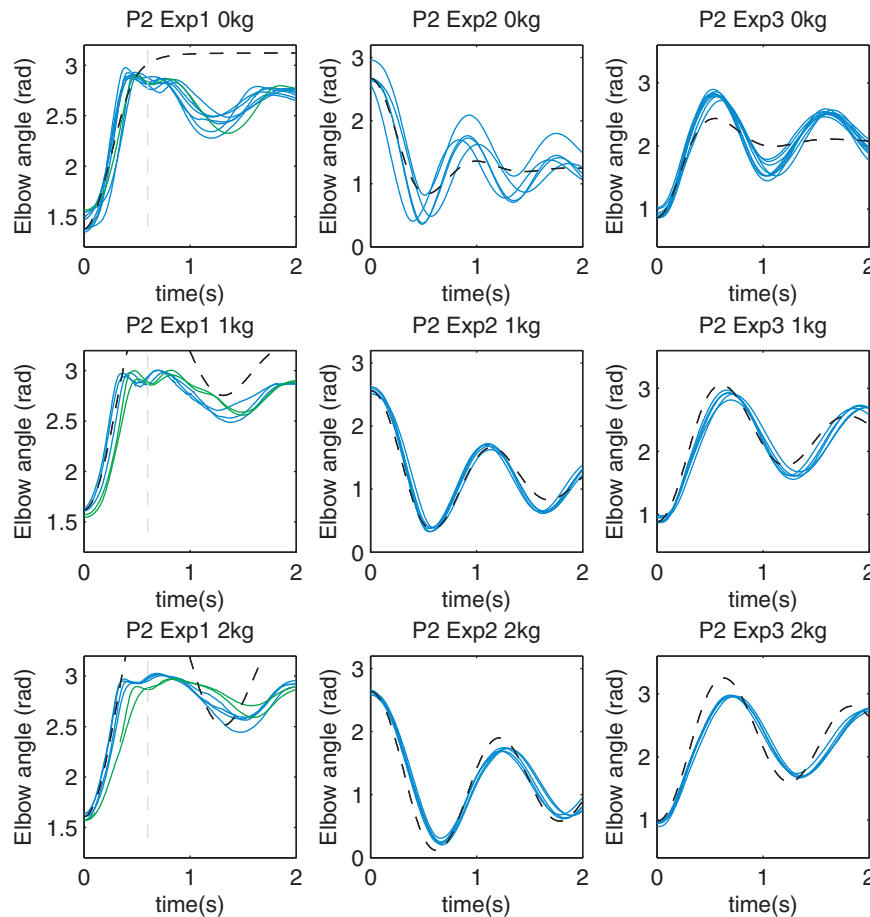 P2 Exp1 0kg
P2 Exp2 0kg
P2 Exp3 0kg
Elbow angle (rad)
3
2.5
2
1.5
0
1
2
time(s)
Elbow angle (rad)
3
2
1
0
0
1
2
time(s)
Elbow angle (rad)
3
2
1
0
1
2
time(s)
P2 Exp1 1kg
P2 Exp2 1kg
P2 Exp3 1kg
Elbow angle (rad)
3
2.5
2
1.5
0
1
2
time(s)
Elbow angle (rad)
3
2
1
0
0
1
2
time(s)
Elbow angle (rad)
3
2
1
0
1
2
time(s)
P2 Exp1 2kg
P2 Exp2 2kg
P2 Exp3 2kg
Elbow angle (rad)
3
2.5
2
1.5
0
1
2
time(s)
Elbow angle (rad)
3
2
1
0
0
1
2
time(s)
Elbow angle (rad)
3
2
1
0
1
2
time(s)